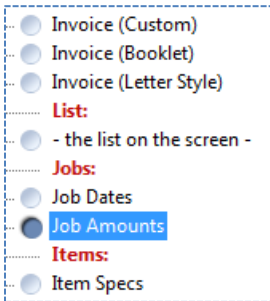 Invoice (Custom)
Invoice (Booklet)
Invoice (Letter Style)
List:
- the list on the screen -
Jobs:
Job Dates
Job Amounts
Items:
Item Specs